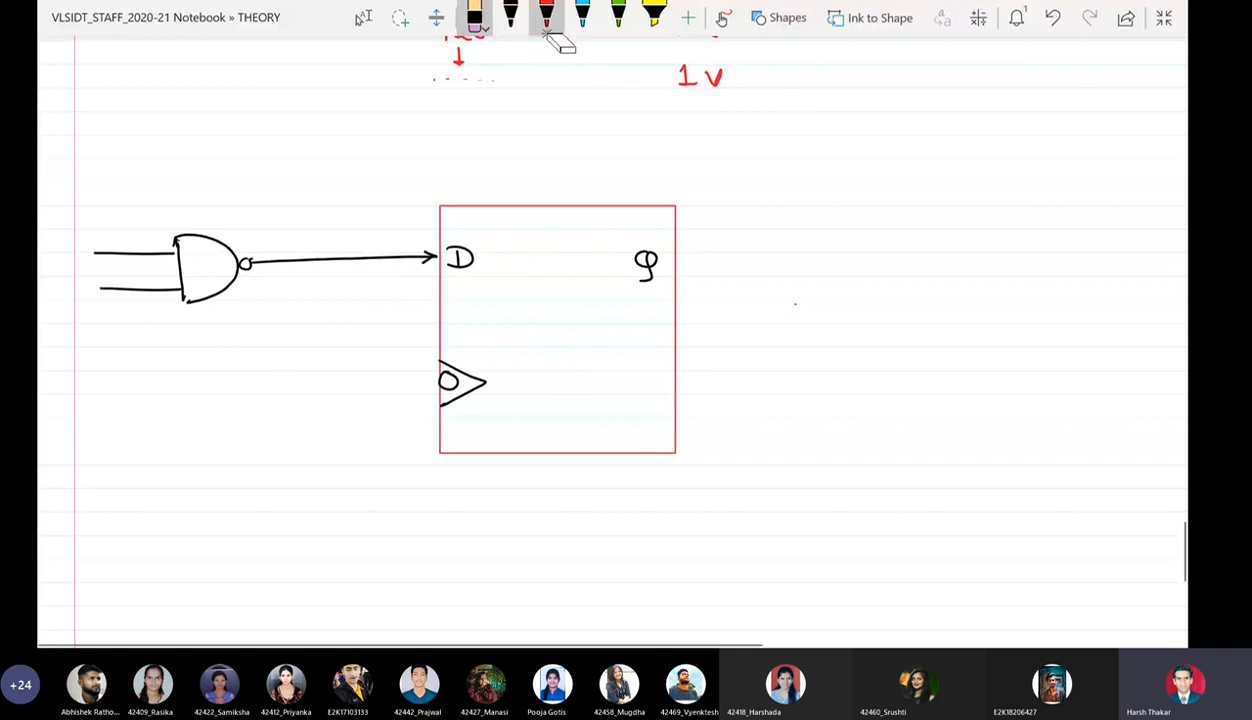 VLSIDT_STAFF_2020-21 Notebook » THEORY
Shapes
Ink to Shape
1 V
D
Q
+24
Abhishek Ratho...
42409_Rasika
42422_Samiksha
42412_Priyanka
E2K17103133
42442_Prajwal
42427_Manasi
Pooja Gotis
42458_Mugdha
42469_Vyenktesh
42418_Harshada
42460_Srushti
E2K18206427
Harsh Thakar